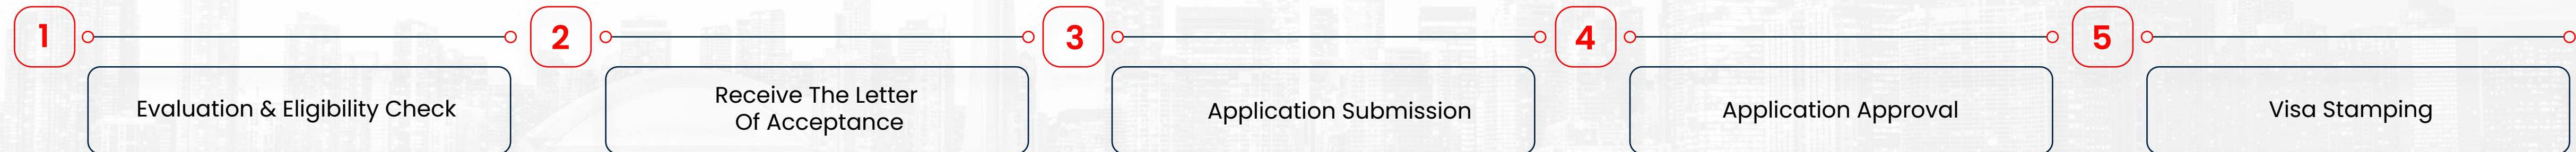 1
Evaluation & Eligibility Check
2
Receive The Letter
Of Acceptance
3
Application Submission
4
Application Approval
5
Visa Stamping